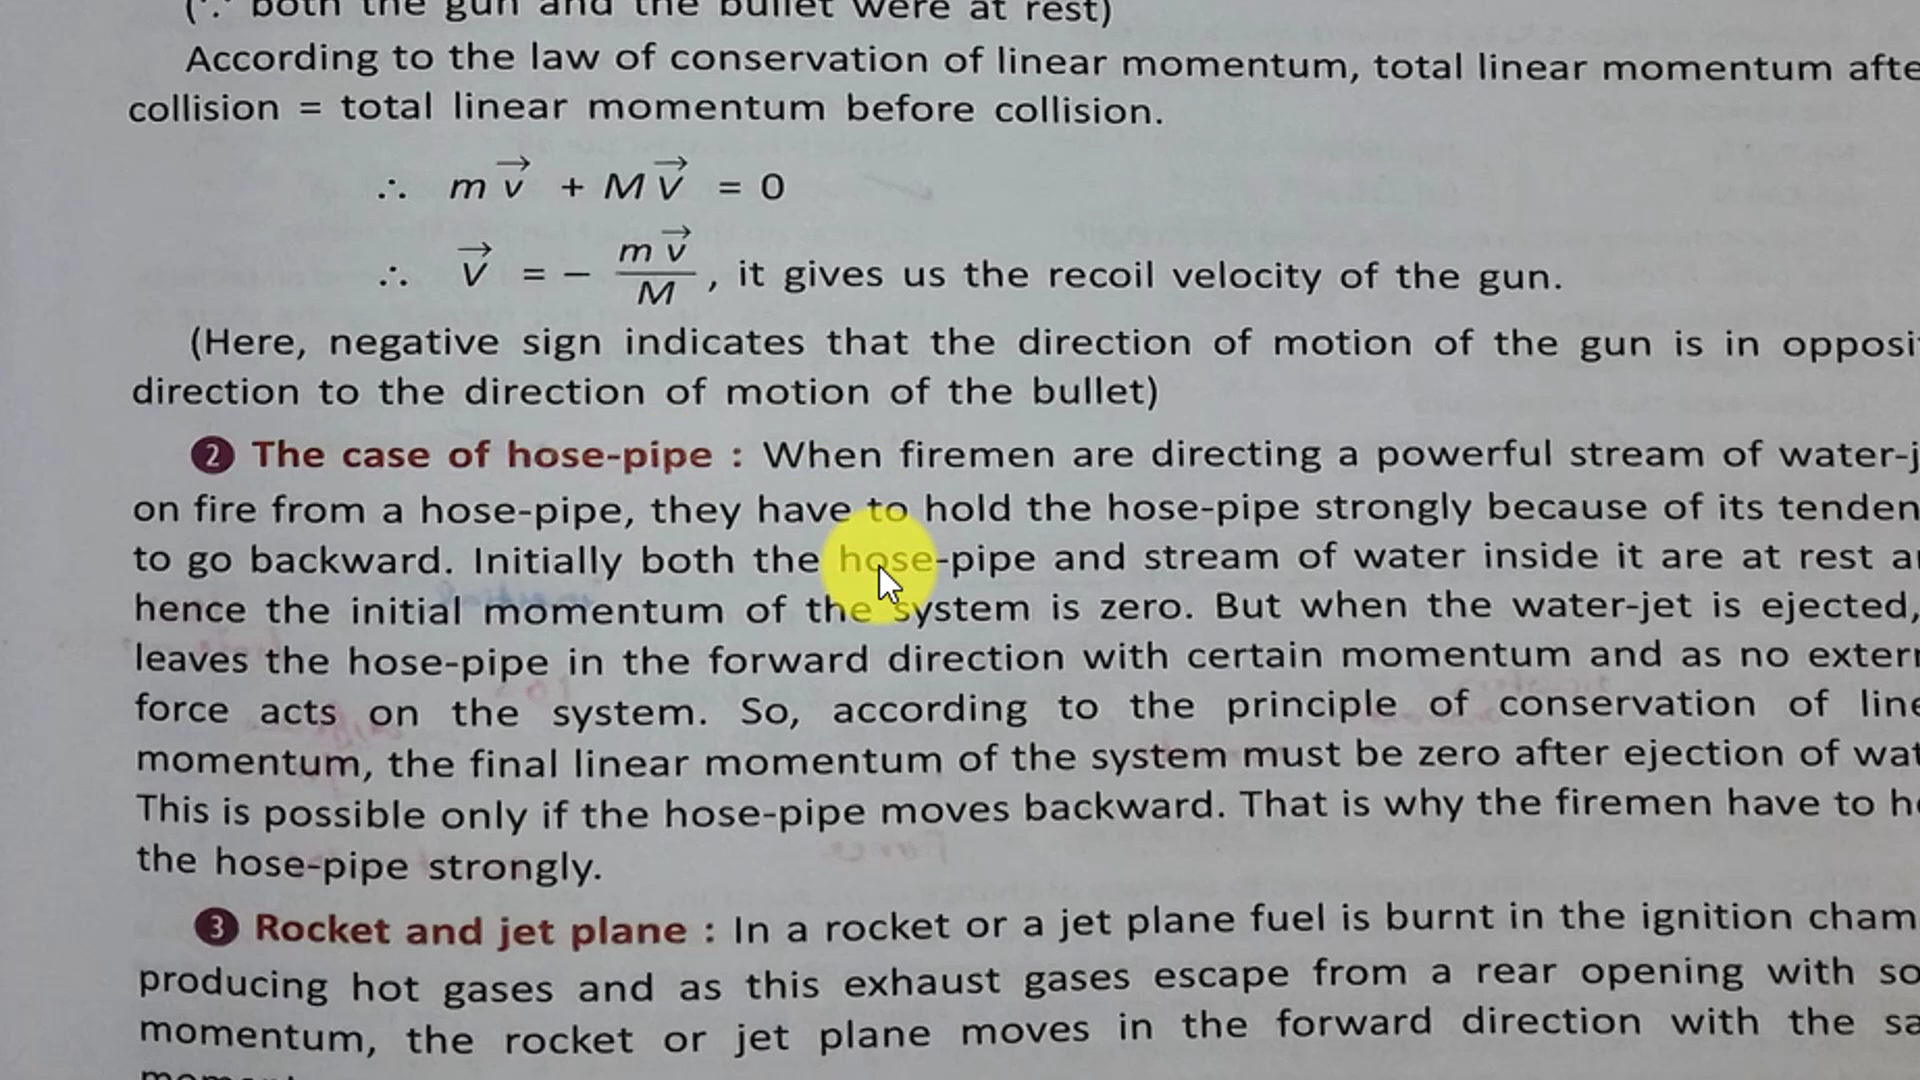 (∵ both the gun and the bullet were at rest)
According to the law of conservation of linear momentum, total linear momentum afte
collision = total linear momentum before collision.
∴ m v⃗ + M V⃗ = 0
∴ V⃗ = − m v⃗ / M , it gives us the recoil velocity of the gun.
(Here, negative sign indicates that the direction of motion of the gun is in opposi
direction to the direction of motion of the bullet)
2 The case of hose-pipe : When firemen are directing a powerful stream of water-j
on fire from a hose-pipe, they have to hold the hose-pipe strongly because of its tenden
to go backward. Initially both the hose-pipe and stream of water inside it are at rest a
hence the initial momentum of the system is zero. But when the water-jet is ejected,
leaves the hose-pipe in the forward direction with certain momentum and as no extern
force acts on the system. So, according to the principle of conservation of line
momentum, the final linear momentum of the system must be zero after ejection of wat
This is possible only if the hose-pipe moves backward. That is why the firemen have to ho
the hose-pipe strongly.
3 Rocket and jet plane : In a rocket or a jet plane fuel is burnt in the ignition cham
producing hot gases and as this exhaust gases escape from a rear opening with so
momentum, the rocket or jet plane moves in the forward direction with the sa